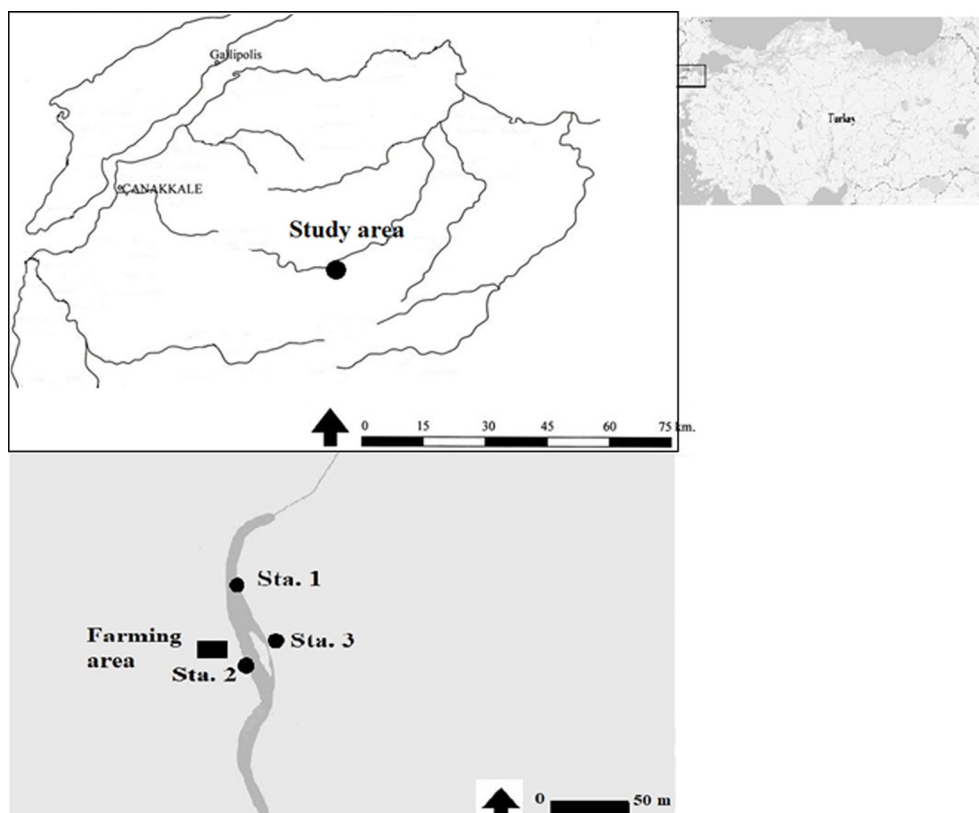 Gallipolis
ÇANAKKALE
Study area
0 15 30 45 60 75 km.
Turkey
Sta. 1
Farming
area
Sta. 3
Sta. 2
0 50 m